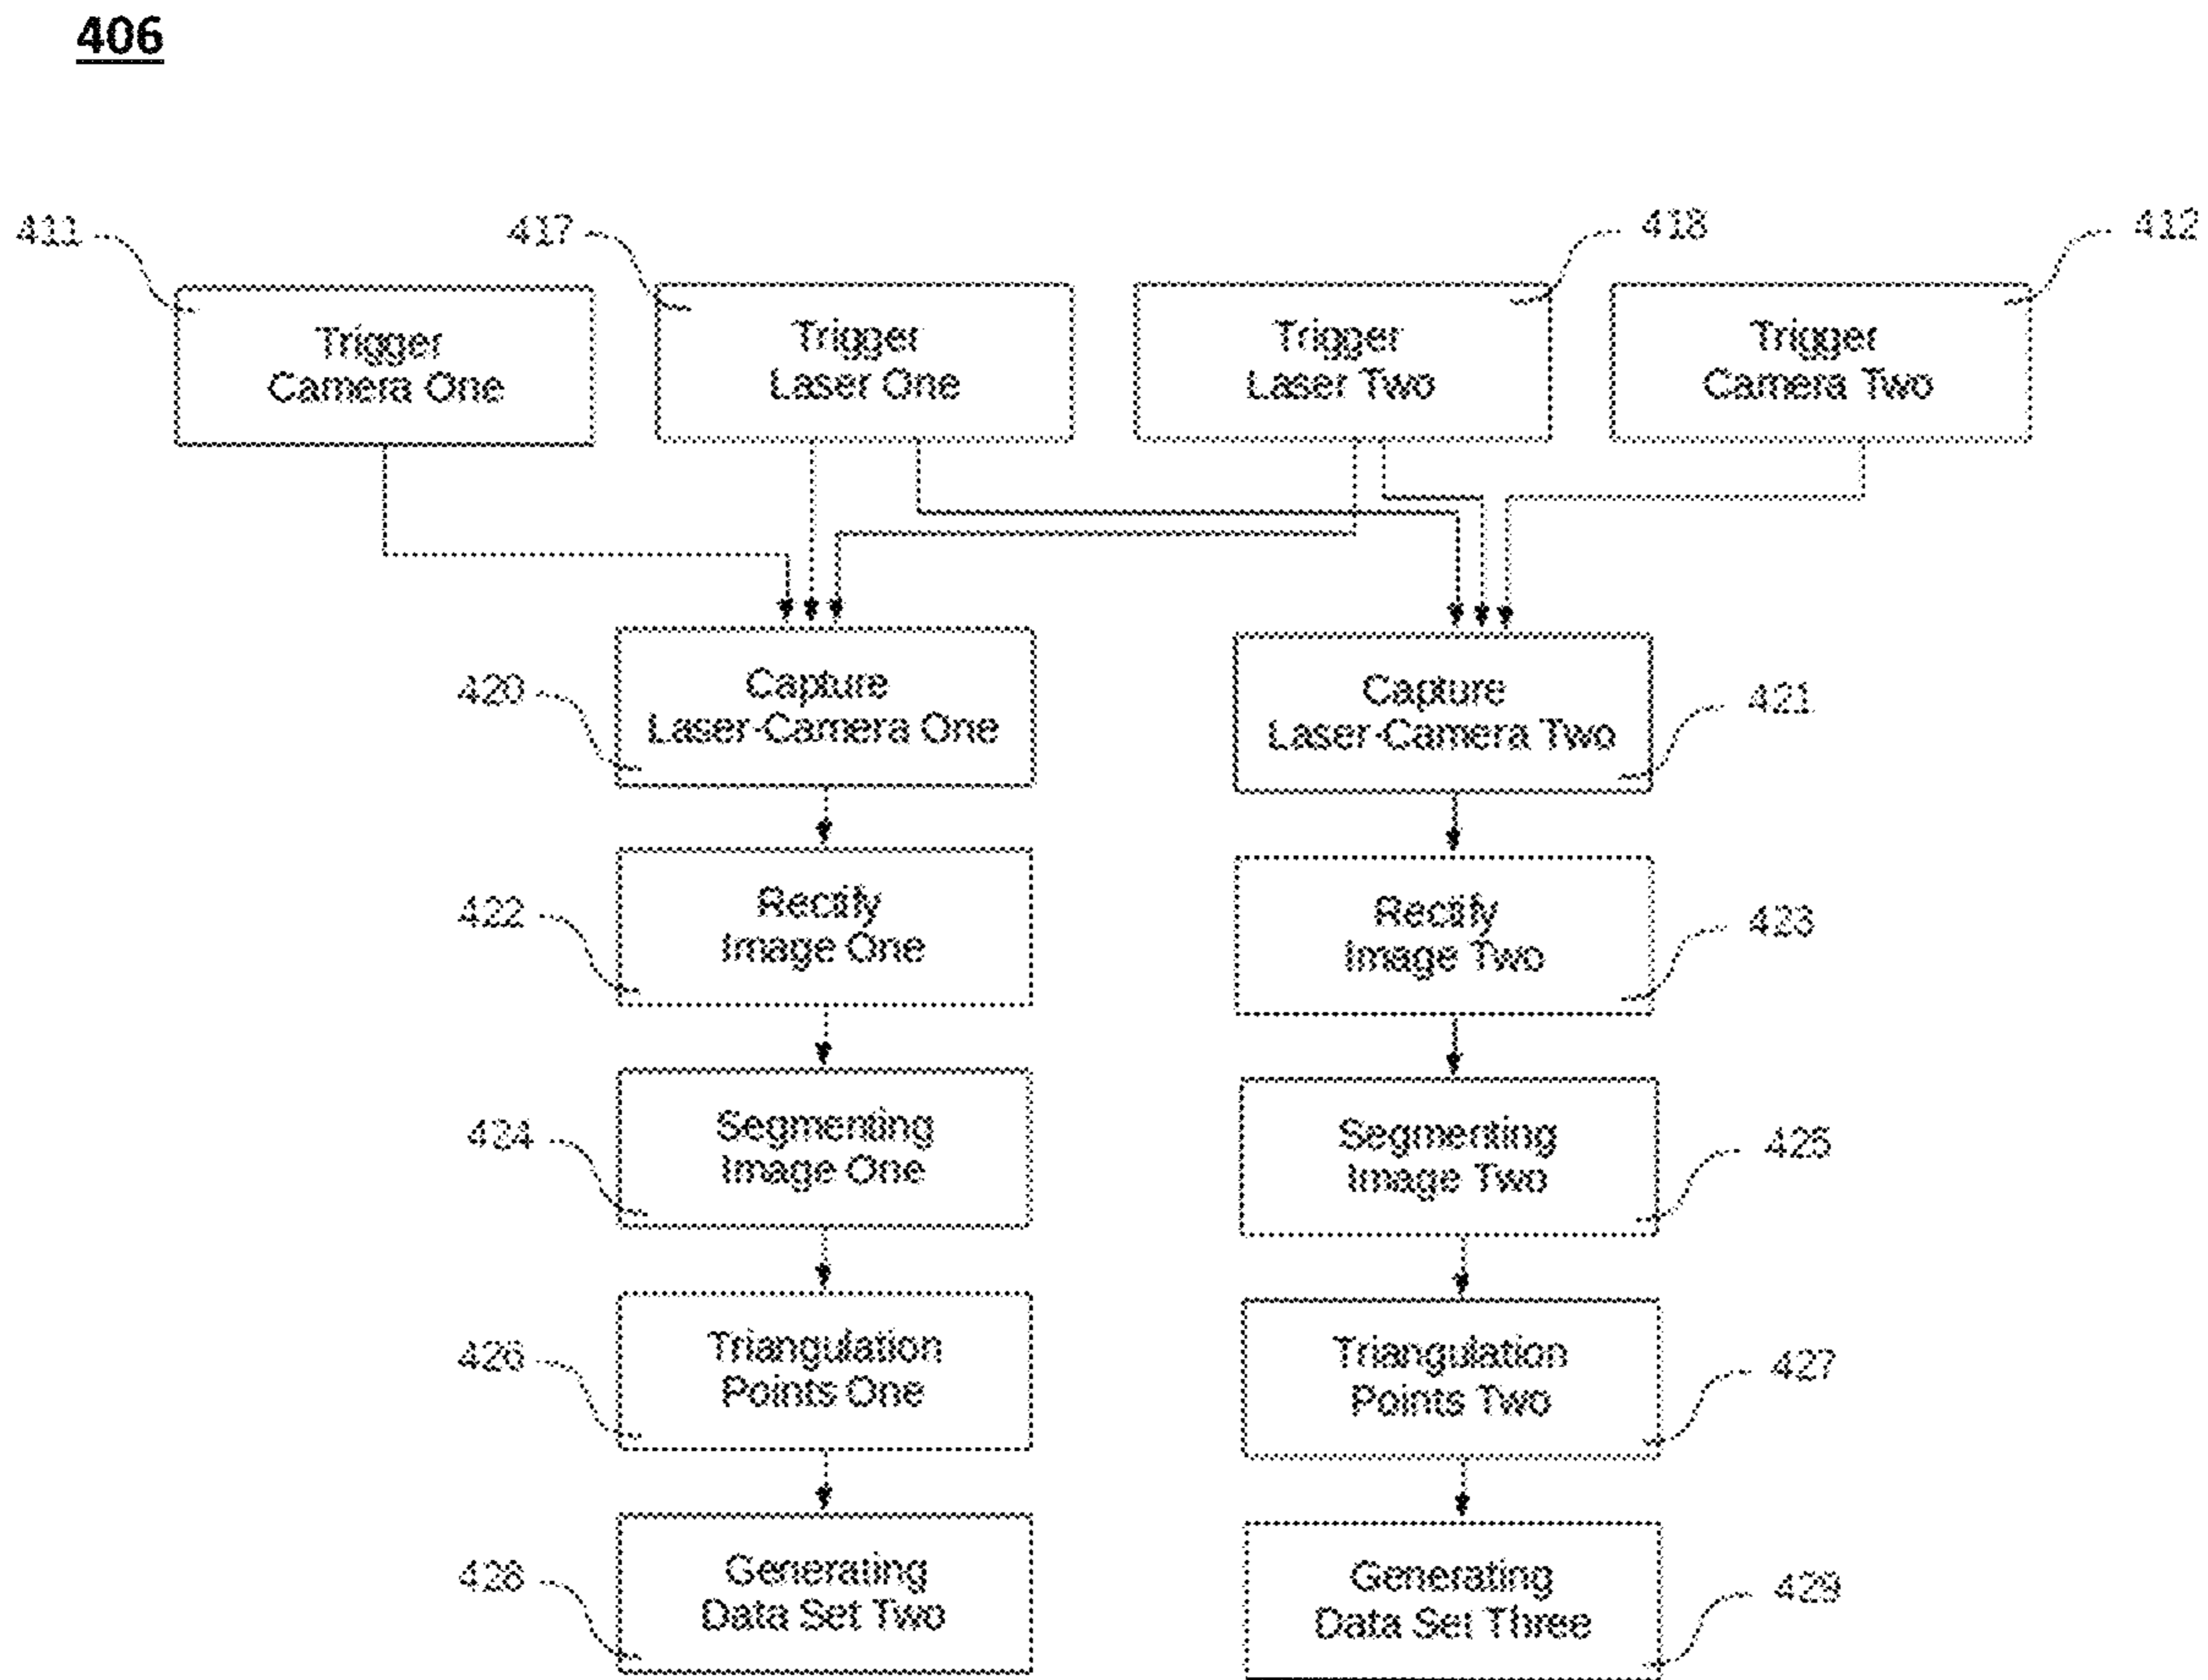 406
411
417
418
412
Trigger
Camera One
Trigger
Laser One
Trigger
Laser Two
Trigger
Camera Two
420
Capture
Laser-Camera One
Capture
Laser-Camera Two
421
422
Rectify
Image One
Rectify
Image Two
423
424
Segmenting
Image One
Segmenting
Image Two
425
426
Triangulation
Points One
Triangulation
Points Two
427
428
Generating
Data Set Two
Generating
Data Set Three
429